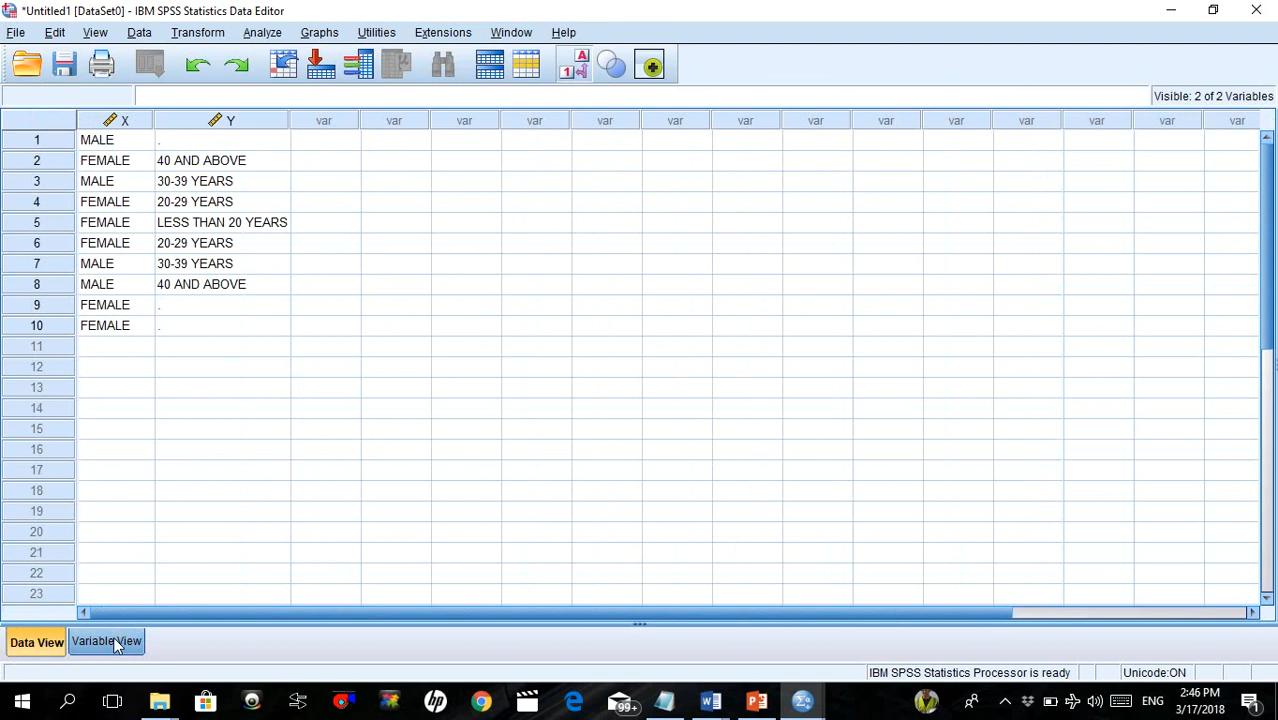 *Untitled1 [DataSet0] - IBM SPSS Statistics Data Editor
File Edit View Data Transform Analyze Graphs Utilities Extensions Window Help
Visible: 2 of 2 Variables
X Y var var var var var var var var var var var var var var
1 MALE .
2 FEMALE 40 AND ABOVE
3 MALE 30-39 YEARS
4 FEMALE 20-29 YEARS
5 FEMALE LESS THAN 20 YEARS
6 FEMALE 20-29 YEARS
7 MALE 30-39 YEARS
8 MALE 40 AND ABOVE
9 FEMALE .
10 FEMALE .
11
12
13
14
15
16
17
18
19
20
21
22
23
Data View Variable View
IBM SPSS Statistics Processor is ready Unicode:ON
99+ ENG 2:46 PM
3/17/2018 1